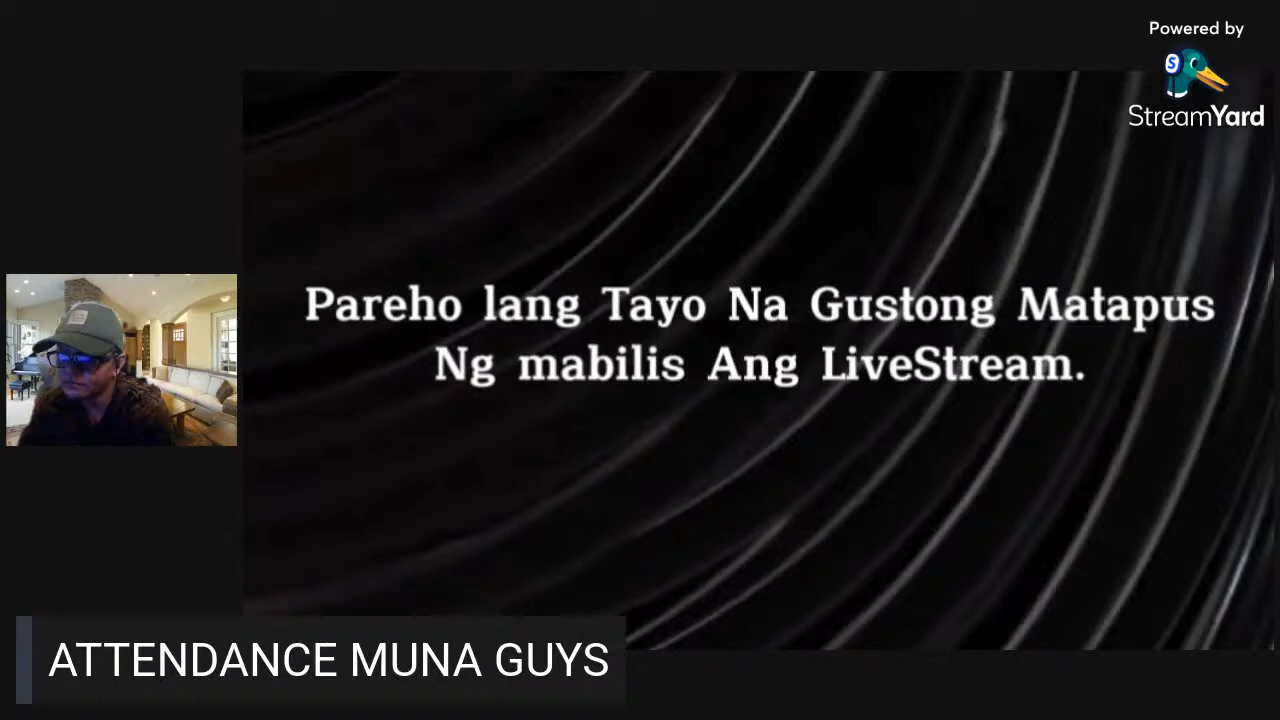 Powered by
StreamYard
Pareho lang Tayo Na Gustong Matapus
Ng mabilis Ang LiveStream.
ATTENDANCE MUNA GUYS